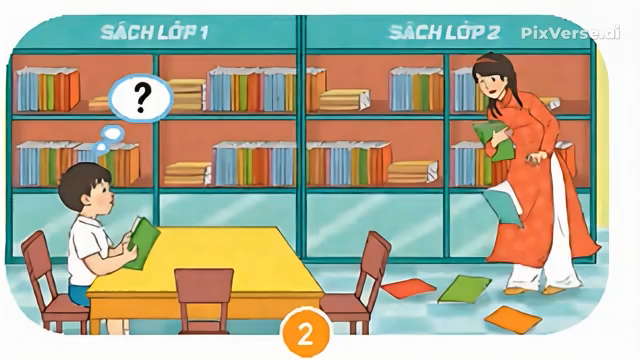 SÁCH LỚP 1
SÁCH LỚP 2
PixVerse.ai
?
2